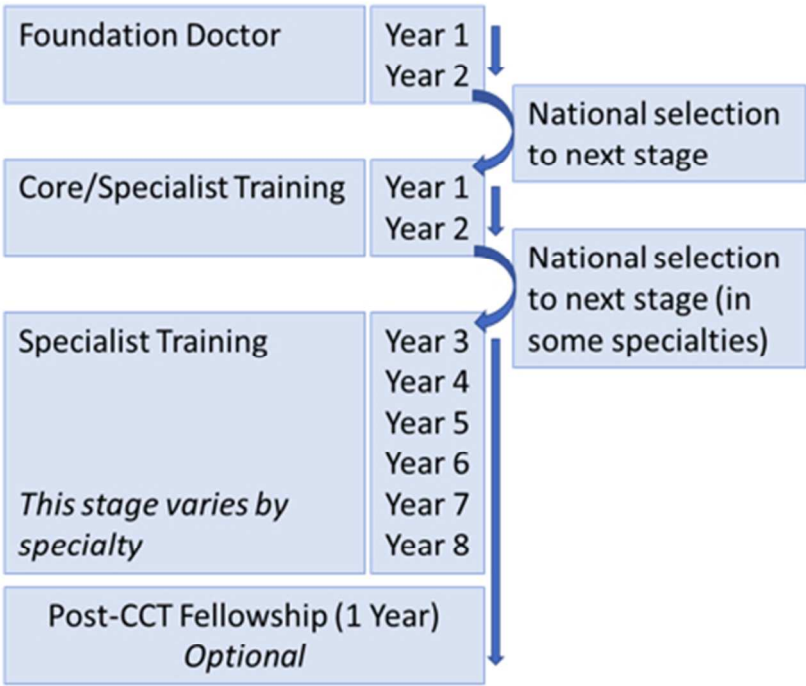 Foundation Doctor
Year 1
Year 2
National selection
to next stage
Core/Specialist Training
Year 1
Year 2
National selection
to next stage (in
some specialties)
Specialist Training
This stage varies by
specialty
Year 3
Year 4
Year 5
Year 6
Year 7
Year 8
Post-CCT Fellowship (1 Year)
Optional